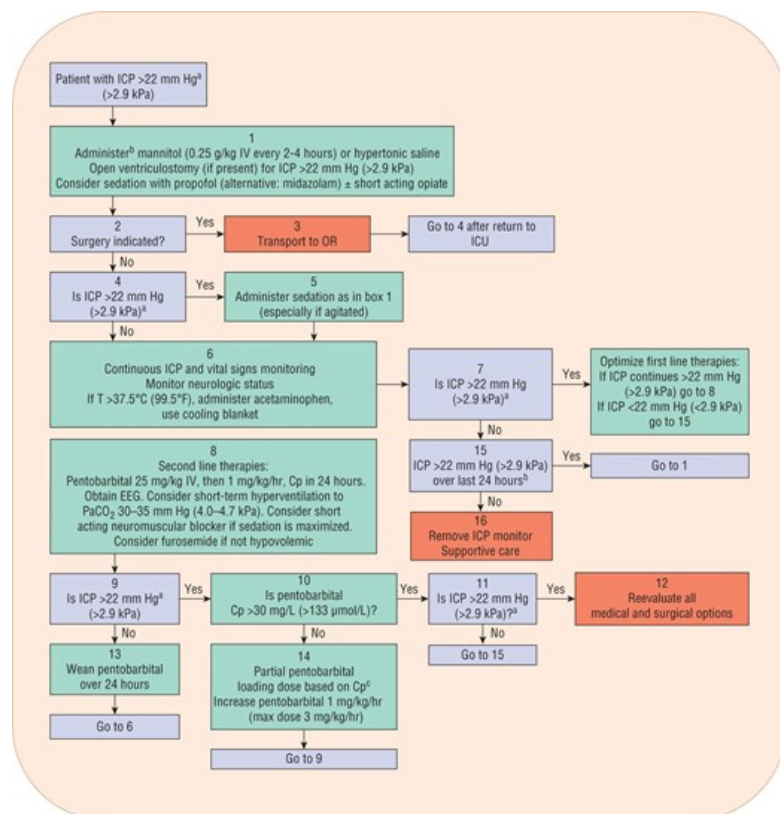 Patient with ICP >22 mm Hgᵃ
(>2.9 kPa)
1
Administerᵇ mannitol (0.25 g/kg IV every 2-4 hours) or hypertonic saline
Open ventriculostomy (if present) for ICP >22 mm Hg (>2.9 kPa)
Consider sedation with propofol (alternative: midazolam) ± short acting opiate
2
Surgery indicated?
Yes
3
Transport to OR
Go to 4 after return to
ICU
No
4
Is ICP >22 mm Hg
(>2.9 kPa)ᵃ
Yes
5
Administer sedation as in box 1
(especially if agitated)
No
6
Continuous ICP and vital signs monitoring
Monitor neurologic status
If T >37.5°C (99.5°F), administer acetaminophen,
use cooling blanket
7
Is ICP >22 mm Hg
(>2.9 kPa)ᵃ
Yes
Optimize first line therapies:
If ICP continues >22 mm Hg
(>2.9 kPa) go to 8
If ICP <22 mm Hg (<2.9 kPa)
go to 15
No
15
ICP >22 mm Hg (>2.9 kPa)
over last 24 hoursᵇ
Yes
Go to 1
No
16
Remove ICP monitor
Supportive care
8
Second line therapies:
Pentobarbital 25 mg/kg IV, then 1 mg/kg/hr, Cp in 24 hours.
Obtain EEG. Consider short-term hyperventilation to
PaCO₂ 30–35 mm Hg (4.0–4.7 kPa). Consider short
acting neuromuscular blocker if sedation is maximized.
Consider furosemide if not hypovolemic
9
Is ICP >22 mm Hgᵃ
(>2.9 kPa)
Yes
10
Is pentobarbital
Cp >30 mg/L (>133 μmol/L)?
Yes
11
Is ICP >22 mm Hg
(>2.9 kPa)?ᵃ
Yes
12
Reevaluate all
medical and surgical options
No
13
Wean pentobarbital
over 24 hours
Go to 6
No
14
Partial pentobarbital
loading dose based on Cpᶜ
Increase pentobarbital 1 mg/kg/hr
(max dose 3 mg/kg/hr)
Go to 9
No
Go to 15